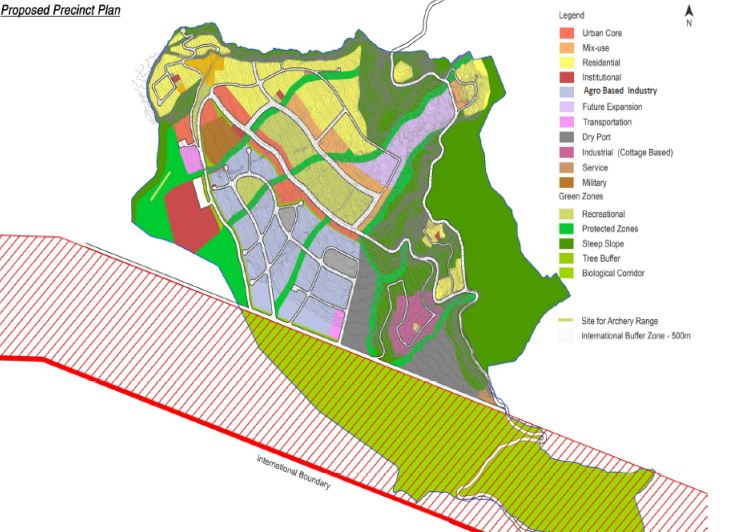 Proposed Precinct Plan
N
Legend
Urban Core
Mix-use
Residential
Institutional
Agro Based Industry
Future Expansion
Transportation
Dry Port
Industrial (Cottage Based)
Service
Military
Green Zones
Recreational
Protected Zones
Steep Slope
Tree Buffer
Biological Corridor
Site for Archery Range
International Buffer Zone - 500m
International Boundary